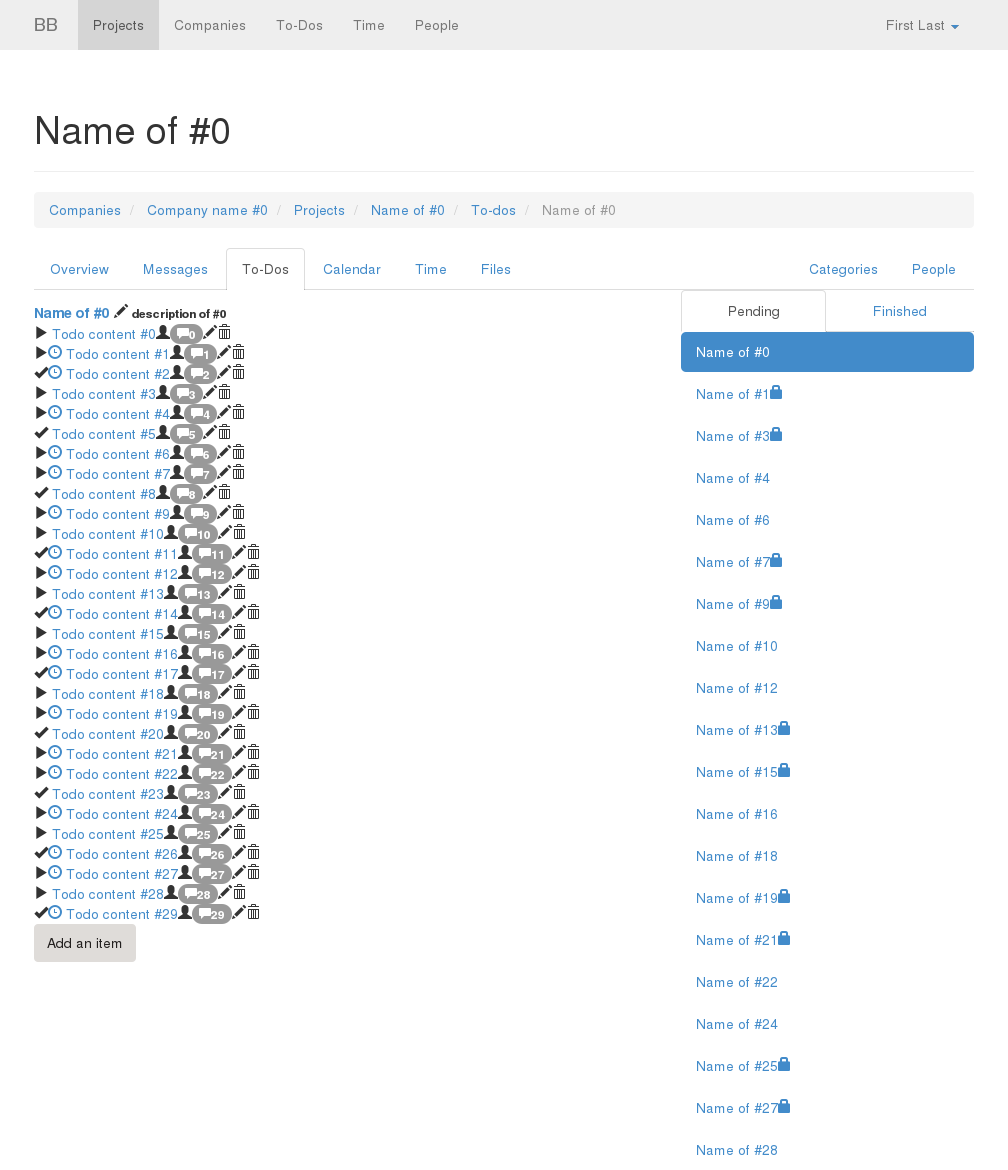 BB Projects Companies To-Dos Time People First Last
Name of #0
Companies / Company name #0 / Projects / Name of #0 / To-dos / Name of #0
Overview Messages To-Dos Calendar Time Files Categories People
Name of #0 description of #0
Todo content #0 0
Todo content #1 1
Todo content #2 2
Todo content #3 3
Todo content #4 4
Todo content #5 5
Todo content #6 6
Todo content #7 7
Todo content #8 8
Todo content #9 9
Todo content #10 10
Todo content #11 11
Todo content #12 12
Todo content #13 13
Todo content #14 14
Todo content #15 15
Todo content #16 16
Todo content #17 17
Todo content #18 18
Todo content #19 19
Todo content #20 20
Todo content #21 21
Todo content #22 22
Todo content #23 23
Todo content #24 24
Todo content #25 25
Todo content #26 26
Todo content #27 27
Todo content #28 28
Todo content #29 29
Add an item
Pending Finished
Name of #0
Name of #1
Name of #3
Name of #4
Name of #6
Name of #7
Name of #9
Name of #10
Name of #12
Name of #13
Name of #15
Name of #16
Name of #18
Name of #19
Name of #21
Name of #22
Name of #24
Name of #25
Name of #27
Name of #28